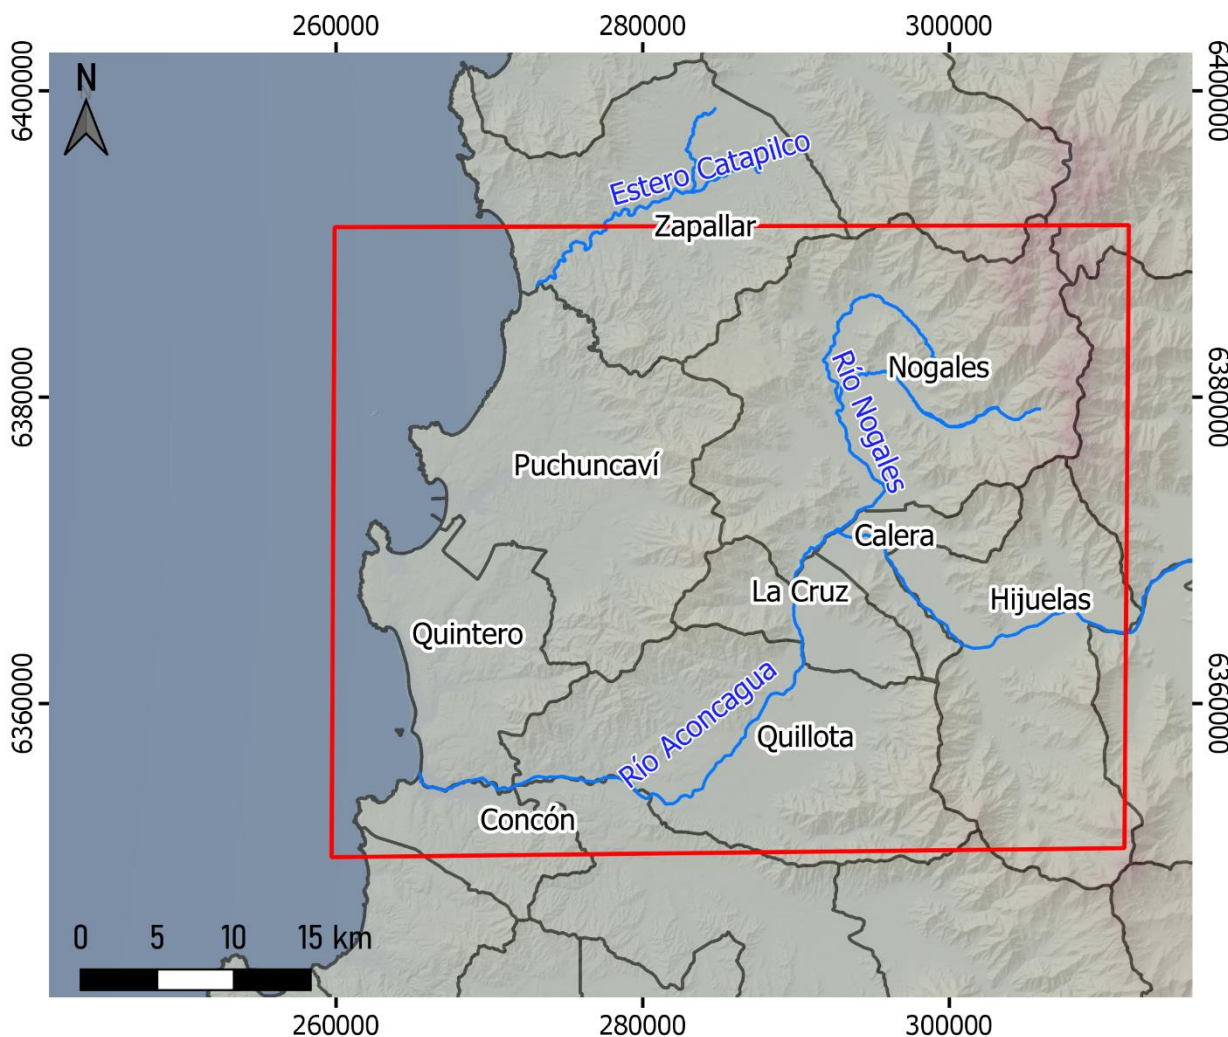 260000 280000 300000
N
6400000 6400000
Estero Catapilco
Zapallar
Río Nogales
Nogales
6380000 6380000
Puchuncaví
Calera
La Cruz
Hijuelas
Quintero
6360000 6360000
Río Aconcagua
Quillota
Concón
0 5 10 15 km
260000 280000 300000